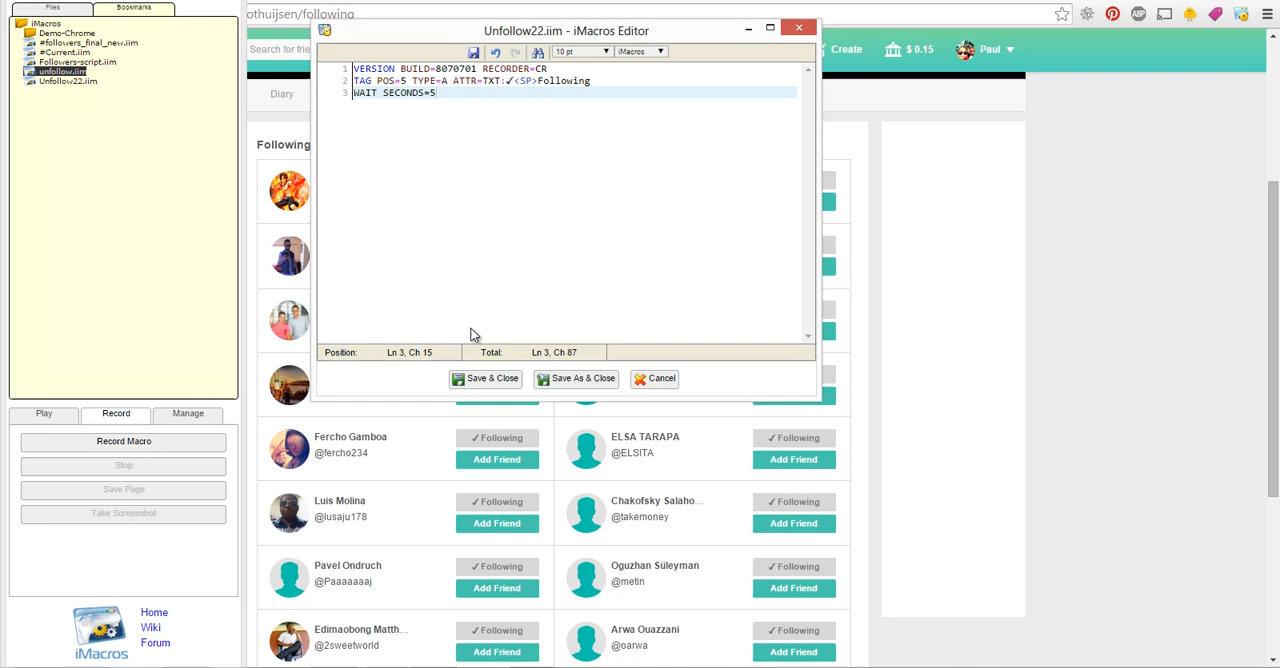 Files
Bookmarks
iMacros
Demo-Chrome
#followers_final_new.iim
#Current.iim
Followers-script.iim
unfollow.iim
Unfollow22.iim
othuijsen/following
Search for frie
Create
$ 0.15
Paul
Diary
Following
Unfollow22.iim - iMacros Editor
10 pt
iMacros
1 VERSION BUILD=8070701 RECORDER=CR
2 TAG POS=5 TYPE=A ATTR=TXT:✓<SP>Following
3 WAIT SECONDS=5
Position: Ln 3, Ch 15 Total: Ln 3, Ch 87
Save & Close
Save As & Close
Cancel
Play
Record
Manage
Record Macro
Stop
Save Page
Take Screenshot
Home
Wiki
Forum
iMacros
ABP
Fercho Gamboa
@fercho234
✓ Following
Add Friend
ELSA TARAPA
@ELSITA
✓ Following
Add Friend
Luis Molina
@lusaju178
✓ Following
Add Friend
Chakofsky Salaho...
@takemoney
✓ Following
Add Friend
Pavel Ondruch
@Paaaaaaaj
✓ Following
Add Friend
Oguzhan Süleyman
@metin
✓ Following
Add Friend
Edimaobong Matth...
@2sweetworld
✓ Following
Add Friend
Arwa Ouazzani
@oarwa
✓ Following
Add Friend